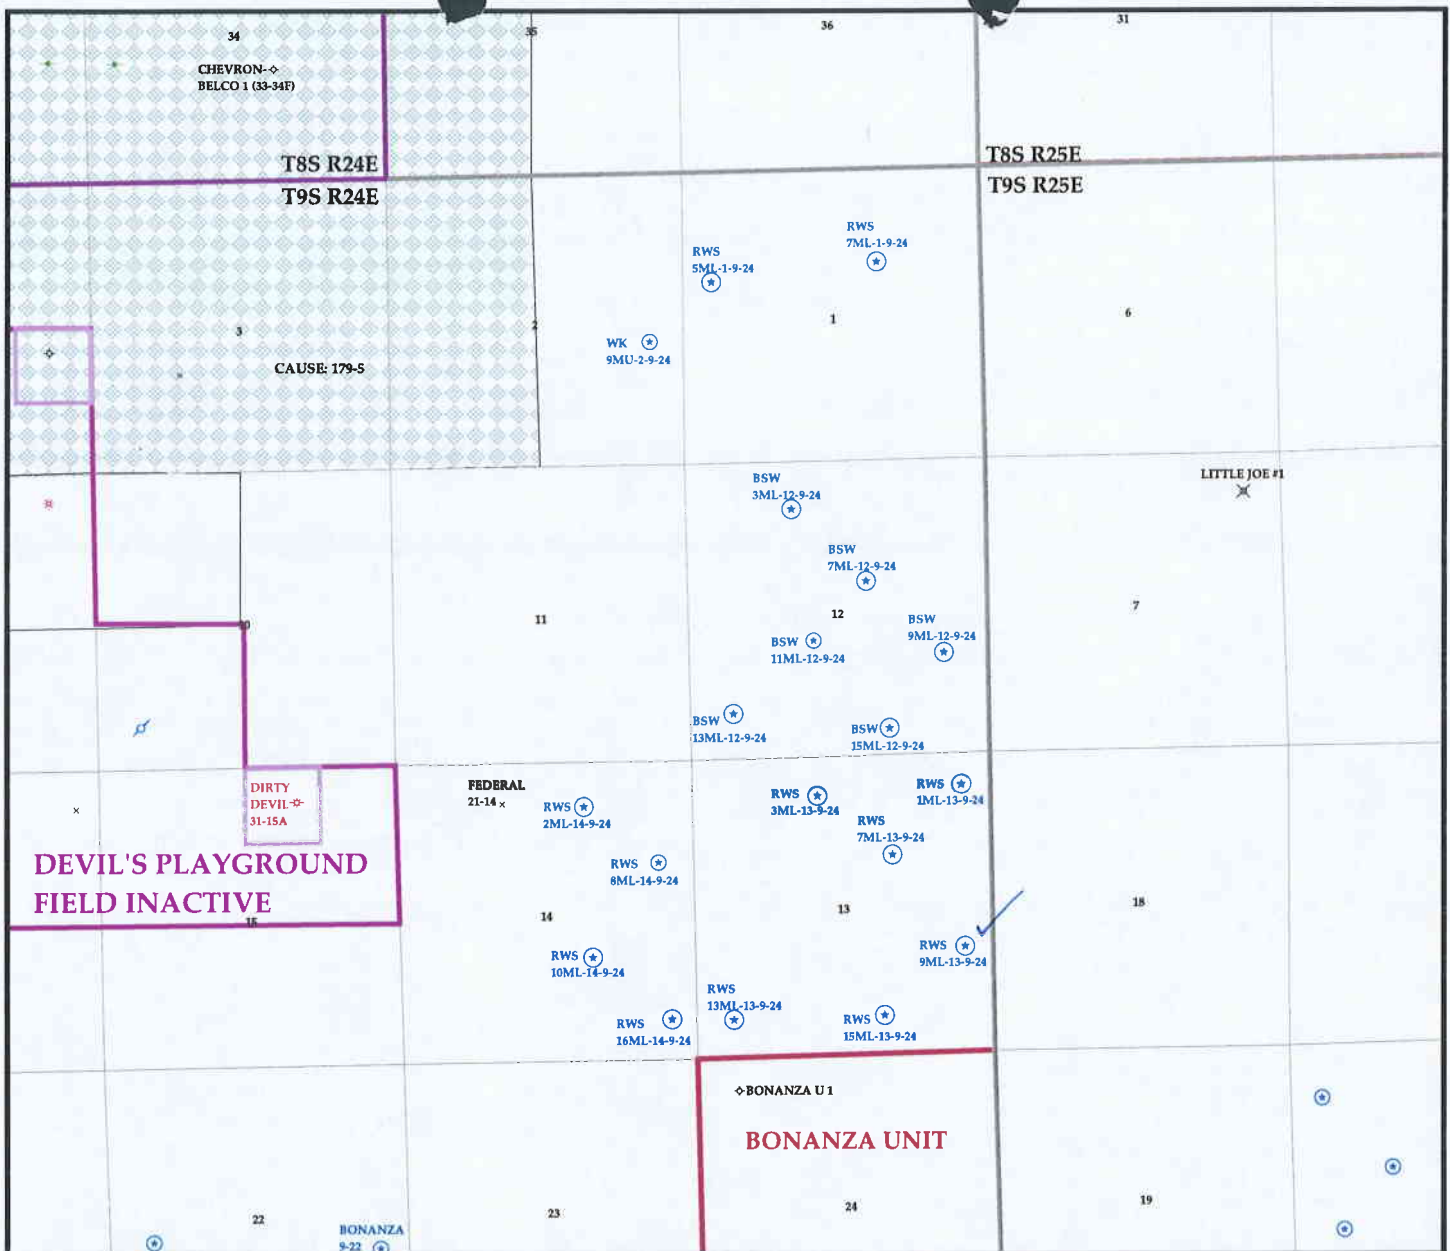 34
35
36
31
CHEVRON-
BELCO 1 (33-34F)
T8S R24E
T9S R24E
T8S R25E
T9S R25E
RWS
5ML-1-9-24
RWS
7ML-1-9-24
3
2
1
6
WK
9MU-2-9-24
CAUSE: 179-5
LITTLE JOE #1
BSW
3ML-12-9-24
BSW
7ML-12-9-24
10
11
12
7
BSW
9ML-12-9-24
BSW
11ML-12-9-24
BSW
13ML-12-9-24
BSW
15ML-12-9-24
DIRTY
DEVIL
31-15A
FEDERAL
21-14
RWS
2ML-14-9-24
RWS
3ML-13-9-24
RWS
1ML-13-9-24
RWS
7ML-13-9-24
RWS
8ML-14-9-24
DEVIL'S PLAYGROUND
FIELD INACTIVE
15
14
13
18
RWS
10ML-14-9-24
RWS
9ML-13-9-24
RWS
16ML-14-9-24
RWS
13ML-13-9-24
RWS
15ML-13-9-24
BONANZA U 1
BONANZA UNIT
22
23
24
19
BONANZA
9-22